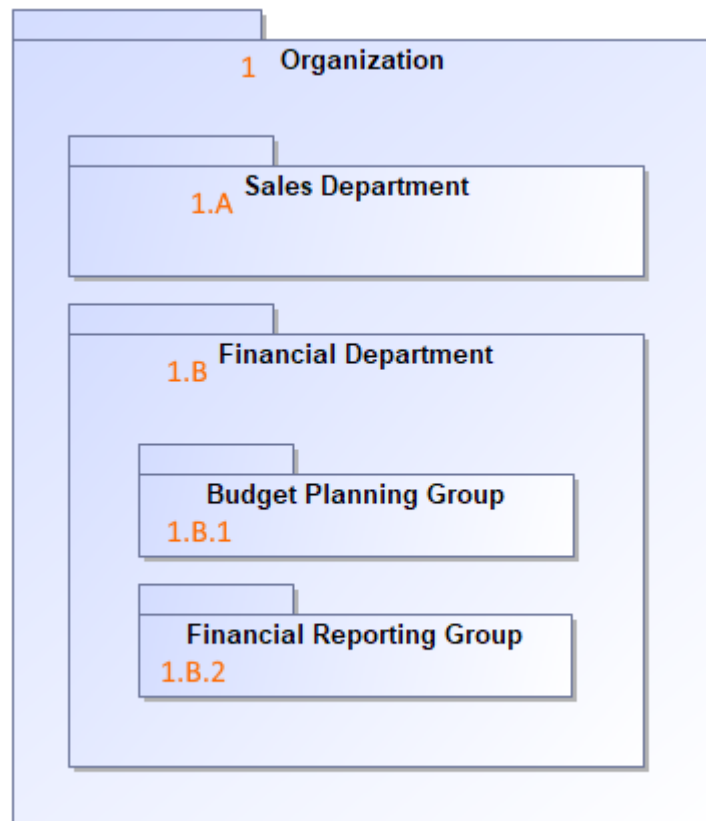 1 Organization
1.A Sales Department
1.B Financial Department
Budget Planning Group
1.B.1
Financial Reporting Group
1.B.2